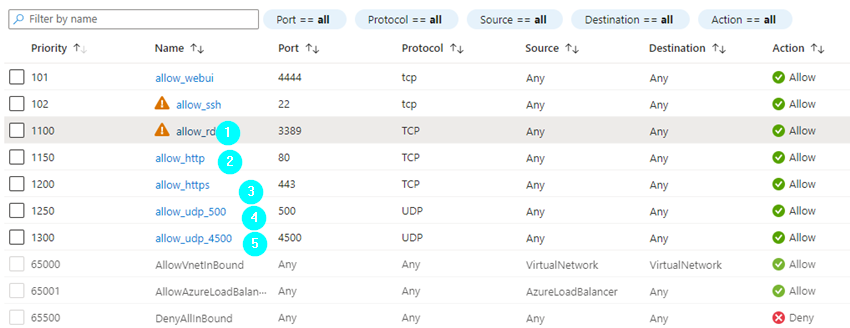 Filter by name Port == all Protocol == all Source == all Destination == all Action == all
Priority ↑↓ Name ↑↓ Port ↑↓ Protocol ↑↓ Source ↑↓ Destination ↑↓ Action ↑↓
101 allow_webui 4444 tcp Any Any Allow
102 allow_ssh 22 tcp Any Any Allow
1100 allow_rd 1 3389 TCP Any Any Allow
1150 allow_http 2 80 TCP Any Any Allow
1200 allow_https 3 443 TCP Any Any Allow
1250 allow_udp_500 4 500 UDP Any Any Allow
1300 allow_udp_4500 5 4500 UDP Any Any Allow
65000 AllowVnetInBound Any Any VirtualNetwork VirtualNetwork Allow
65001 AllowAzureLoadBalan··· Any Any AzureLoadBalancer Any Allow
65500 DenyAllInBound Any Any Any Any Deny